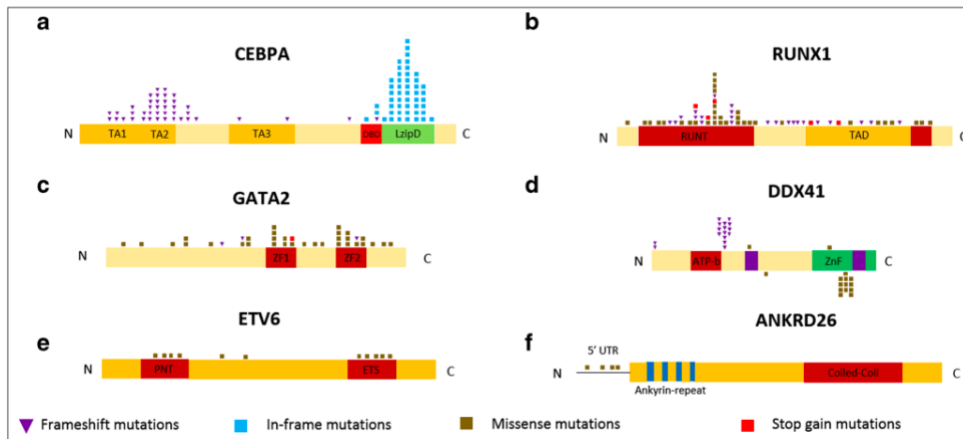 a
CEBPA
N
TA1
TA2
TA3
DBD
LzipD
C
b
RUNX1
N
RUNT
TAD
C
c
GATA2
N
ZF1
ZF2
C
d
DDX41
N
ATP-b
ZnF
C
e
ETV6
N
PNT
ETS
C
f
ANKRD26
5' UTR
N
Ankyrin-repeat
Coiled-Coil
C
Frameshift mutations
In-frame mutations
Missense mutations
Stop gain mutations